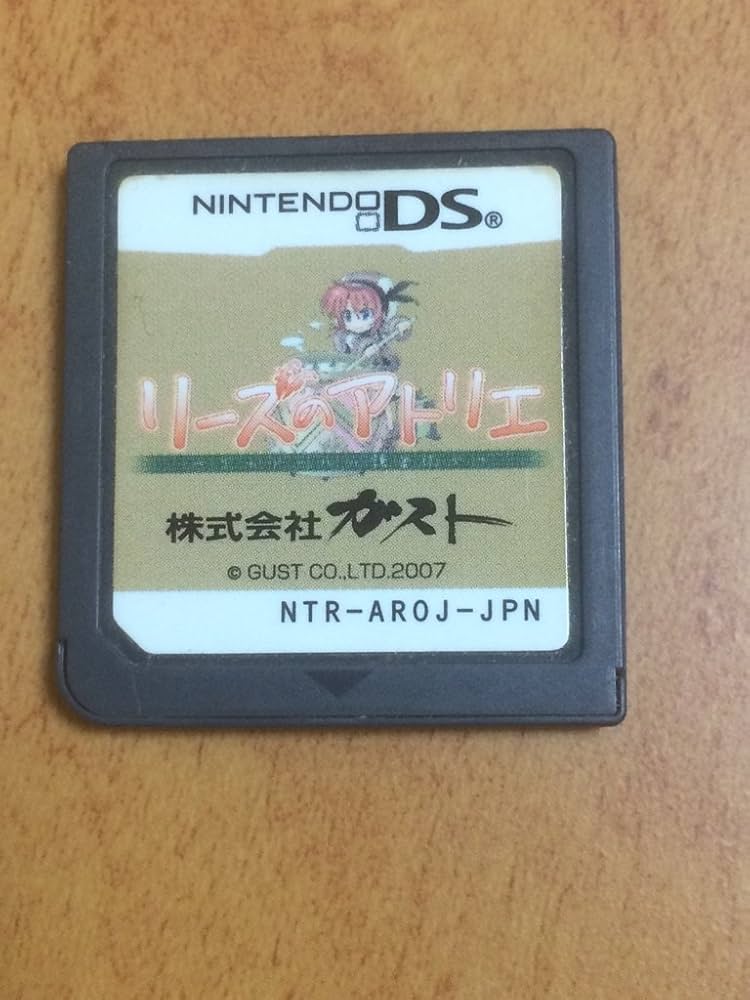 NINTENDO DS®
リーズのアトリエ
株式会社ガスト
© GUST CO.,LTD.2007
NTR-AROJ-JPN